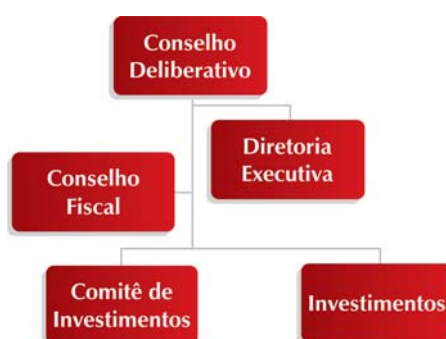 Conselho
Deliberativo
Diretoria
Executiva
Conselho
Fiscal
Comitê de
Investimentos
Investimentos